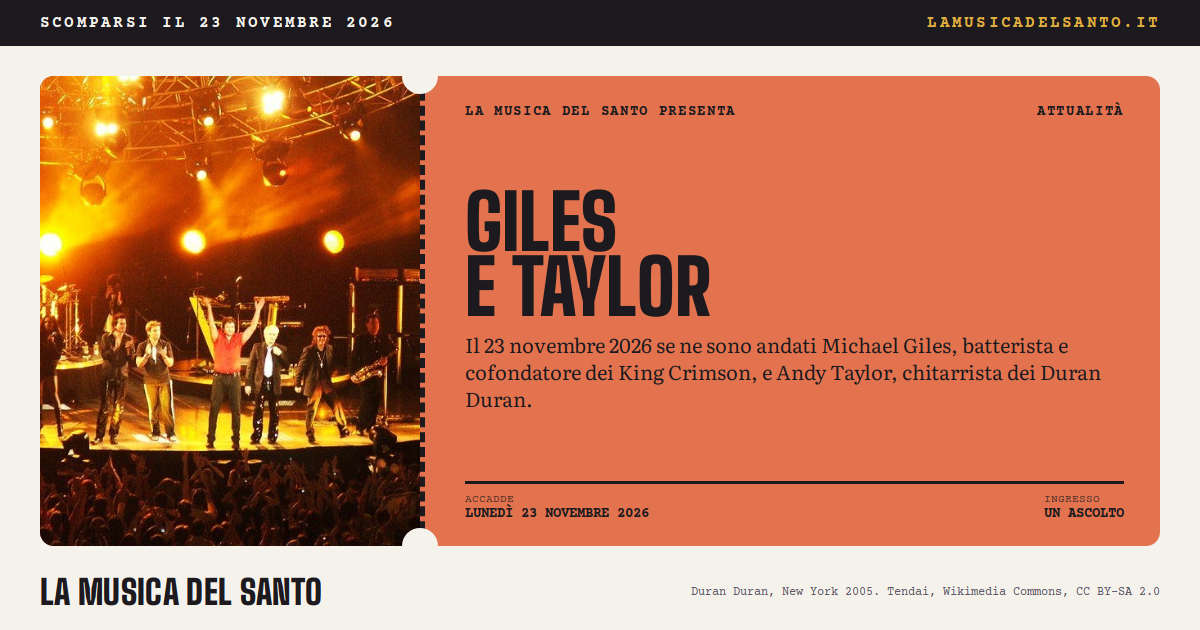 SCOMPARSI IL 23 NOVEMBRE 2026
LAMUSICADELSANTO.IT
LA MUSICA DEL SANTO PRESENTA
ATTUALITÀ
GILES
E TAYLOR
Il 23 novembre 2026 se ne sono andati Michael Giles, batterista e
cofondatore dei King Crimson, e Andy Taylor, chitarrista dei Duran
Duran.
ACCADDE
LUNEDÌ 23 NOVEMBRE 2026
INGRESSO
UN ASCOLTO
LA MUSICA DEL SANTO
Duran Duran, New York 2005. Tendai, Wikimedia Commons, CC BY-SA 2.0